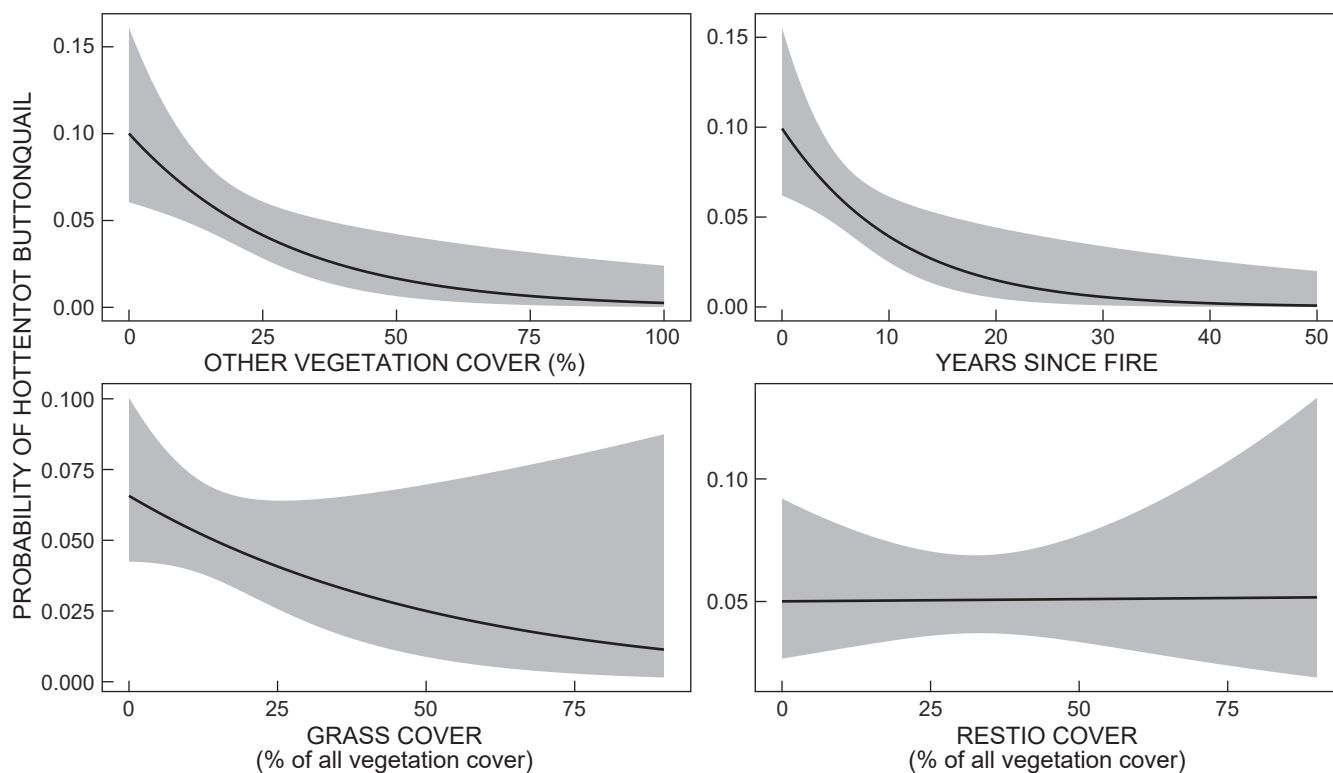 PROBABILITY OF HOTTENTOT BUTTONQUAIL
0.15
0.10
0.05
0.00
0 25 50 75 100
OTHER VEGETATION COVER (%)
0.15
0.10
0.05
0.00
0 10 20 30 40 50
YEARS SINCE FIRE
0.100
0.075
0.050
0.025
0.000
0 25 50 75
GRASS COVER
(% of all vegetation cover)
0.10
0.05
0 25 50 75
RESTIO COVER
(% of all vegetation cover)